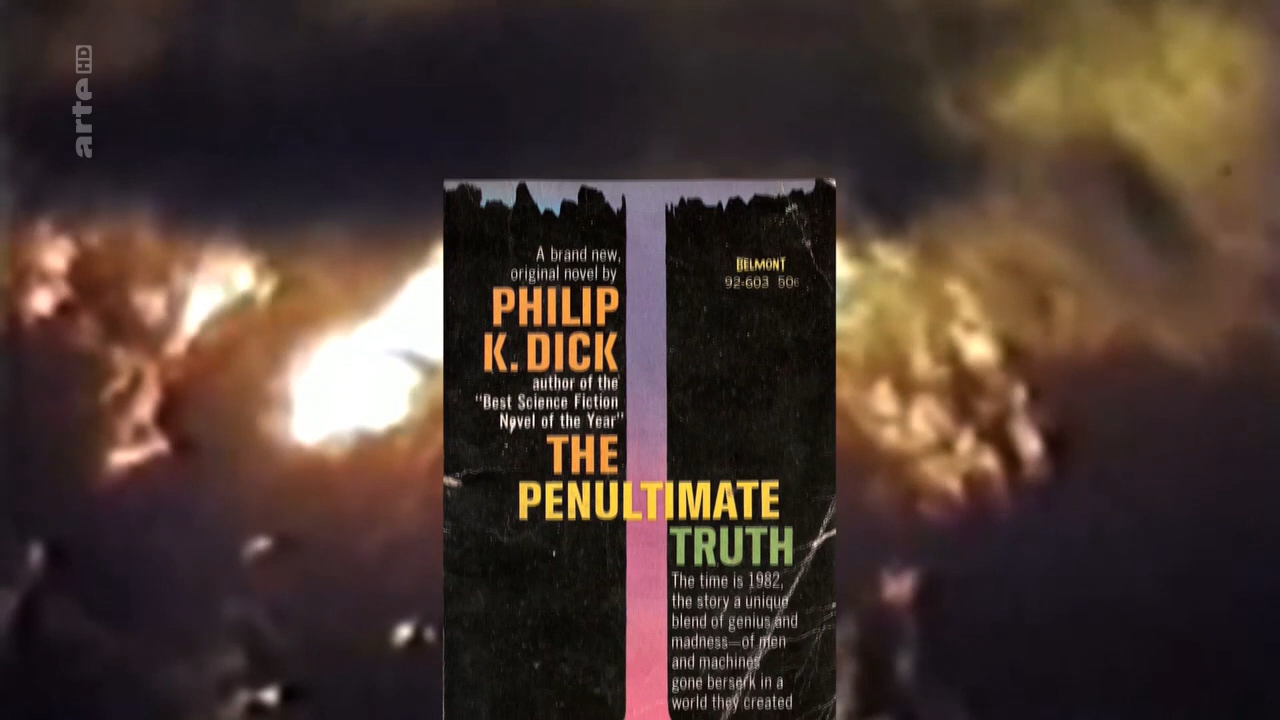 arte HD
A brand new,
original novel by
PHILIP
K. DICK
author of the
"Best Science Fiction
Novel of the Year"
THE
PENULTIMATE
TRUTH
BELMONT
92-603 50¢
The time is 1982,
the story a unique
blend of genius and
madness—of men
and machines
gone berserk in a
world they created